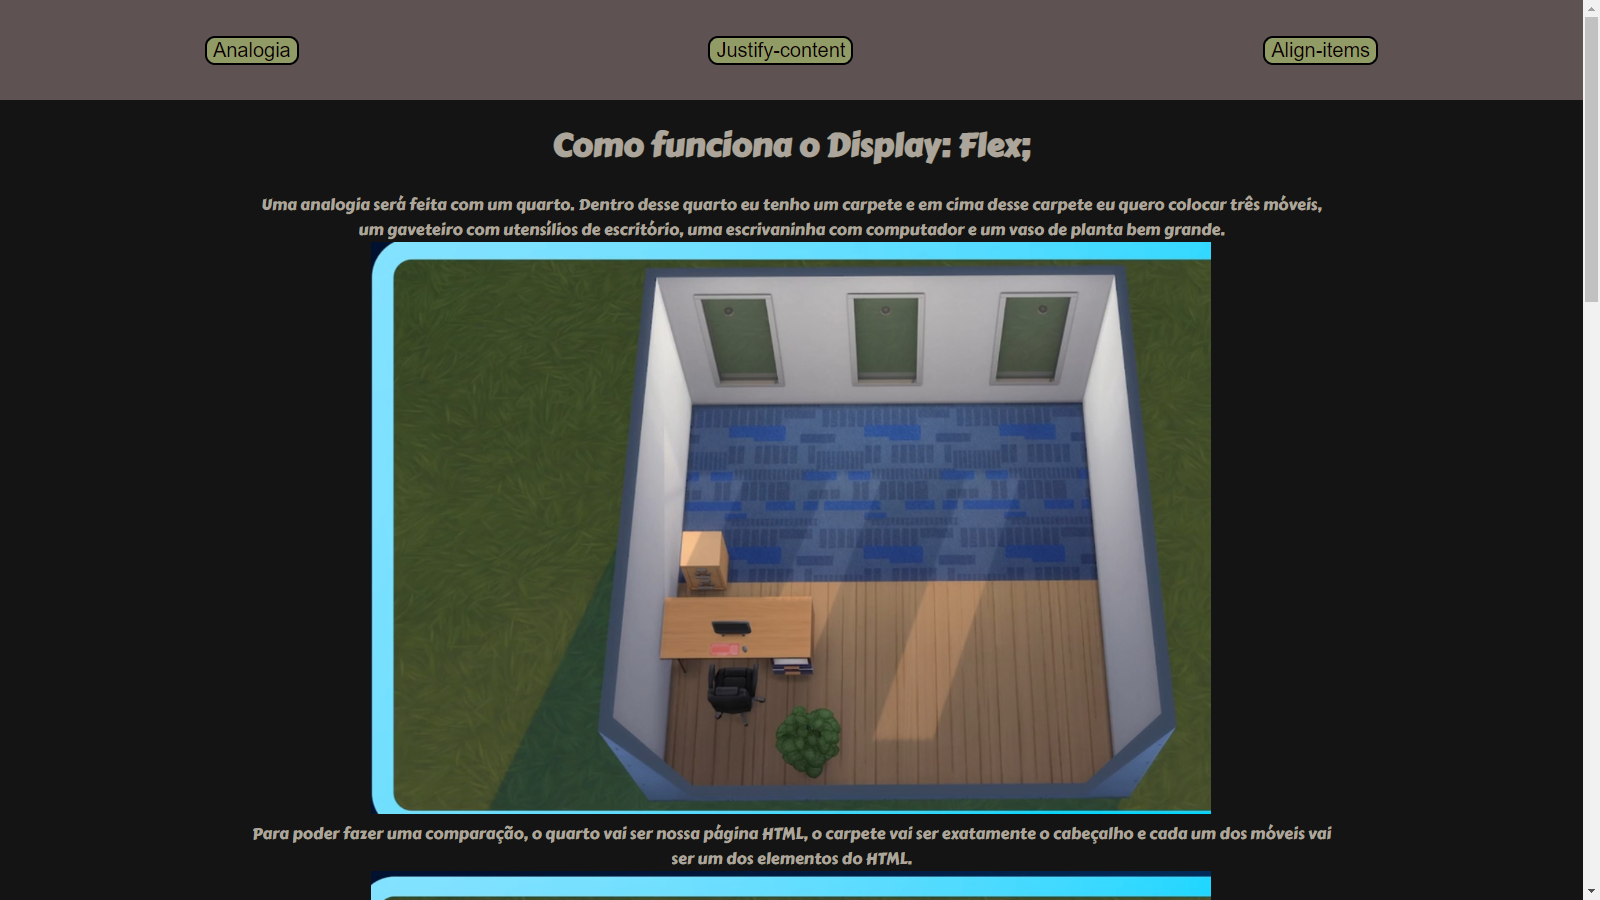 Analogia
Justify-content
Align-items
Como funciona o Display: Flex;
Uma analogia será feita com um quarto. Dentro desse quarto eu tenho um carpete e em cima desse carpete eu quero colocar três móveis,
um gaveteiro com utensílios de escritório, uma escrivaninha com computador e um vaso de planta bem grande.
Para poder fazer uma comparação, o quarto vai ser nossa página HTML, o carpete vai ser exatamente o cabeçalho e cada um dos móveis vai
ser um dos elementos do HTML.